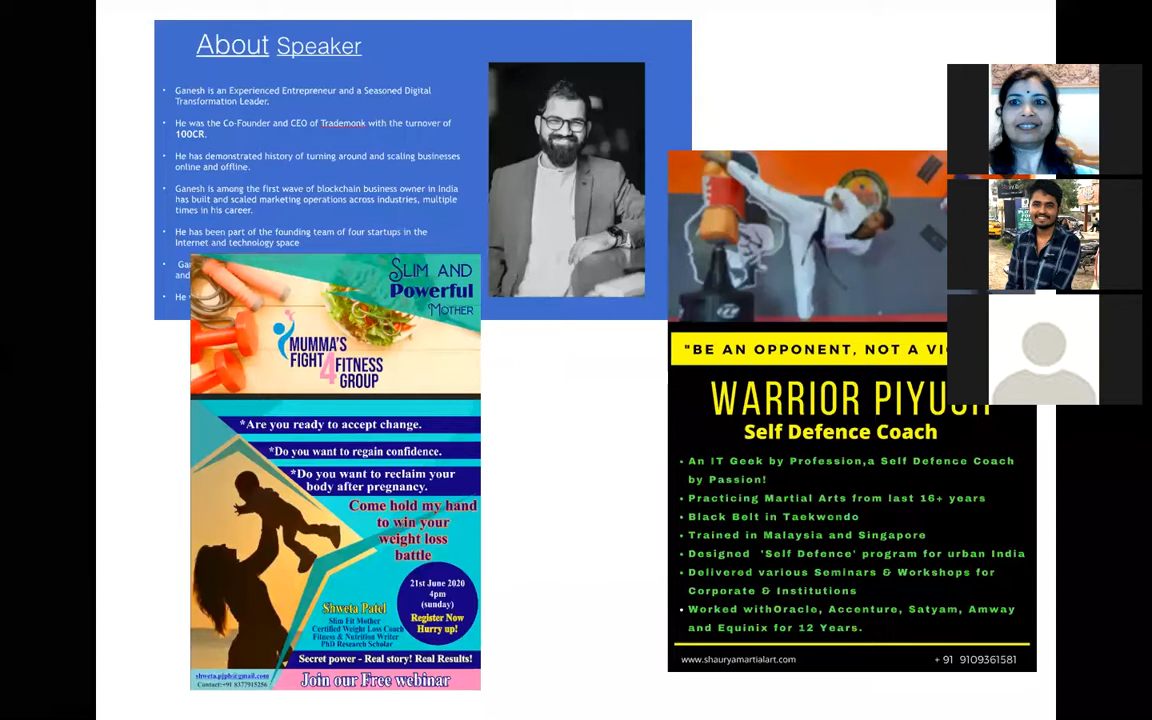 About Speaker
Ganesh is an Experienced Entrepreneur and a Seasoned Digital
Transformation Leader.
He was the Co-Founder and CEO of Trademonk with the turnover of
100CR.
He has demonstrated history of turning around and scaling businesses
online and offline.
Ganesh is among the first wave of blockchain business owner in India
has built and scaled marketing operations across industries, multiple
times in his career.
He has been part of the founding team of four startups in the
Internet and technology space
and
He
SLIM AND
Powerful
MOTHER
MUMMA'S
FIGHT 4 FITNESS
GROUP
*Are you ready to accept change.
*Do you want to regain confidence.
*Do you want to reclaim your
body after pregnancy.
Come hold my hand
to win your
weight loss
battle
21st June 2020
4pm
(sunday)
Register Now
Hurry up!
Shweta Patel
Slim Fit Mother
Certified Weight Loss Coach
Fitness & Nutrition Writer
PhD Research Scholar
Secret power - Real story! Real Results!
shweta.pjph@gmail.com
Contact:+91 8377915256
Join our Free webinar
"BE AN OPPONENT, NOT A
WARRIOR
Self Defence Coach
• An IT Geek by Profession,a Self Defence Coach
by Passion!
• Practicing Martial Arts from last 16+ years
• Black Belt in Taekwondo
• Trained in Malaysia and Singapore
• Designed 'Self Defence' program for urban India
• Delivered various Seminars & Workshops for
Corporate & Institutions
• Worked withOracle, Accenture, Satyam, Amway
and Equinix for 12 Years.
www.shauryamartialart.com
+ 91 9109361581